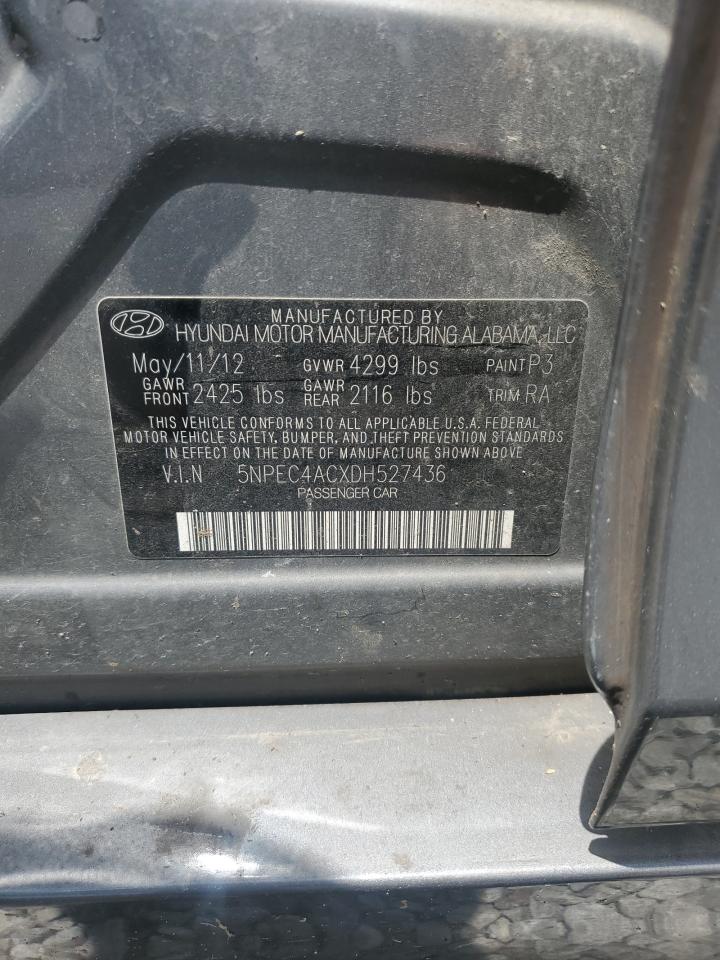 MANUFACTURED BY
HYUNDAI MOTOR MANUFACTURING ALABAMA, LLC
May/11/12 GVWR 4299 lbs PAINT P3
GAWR FRONT 2425 lbs GAWR REAR 2116 lbs TRIM RA
THIS VEHICLE CONFORMS TO ALL APPLICABLE U.S.A. FEDERAL
MOTOR VEHICLE SAFETY, BUMPER, AND THEFT PREVENTION STANDARDS
IN EFFECT ON THE DATE OF MANUFACTURE SHOWN ABOVE
V.I.N 5NPEC4ACXDH527436
PASSENGER CAR